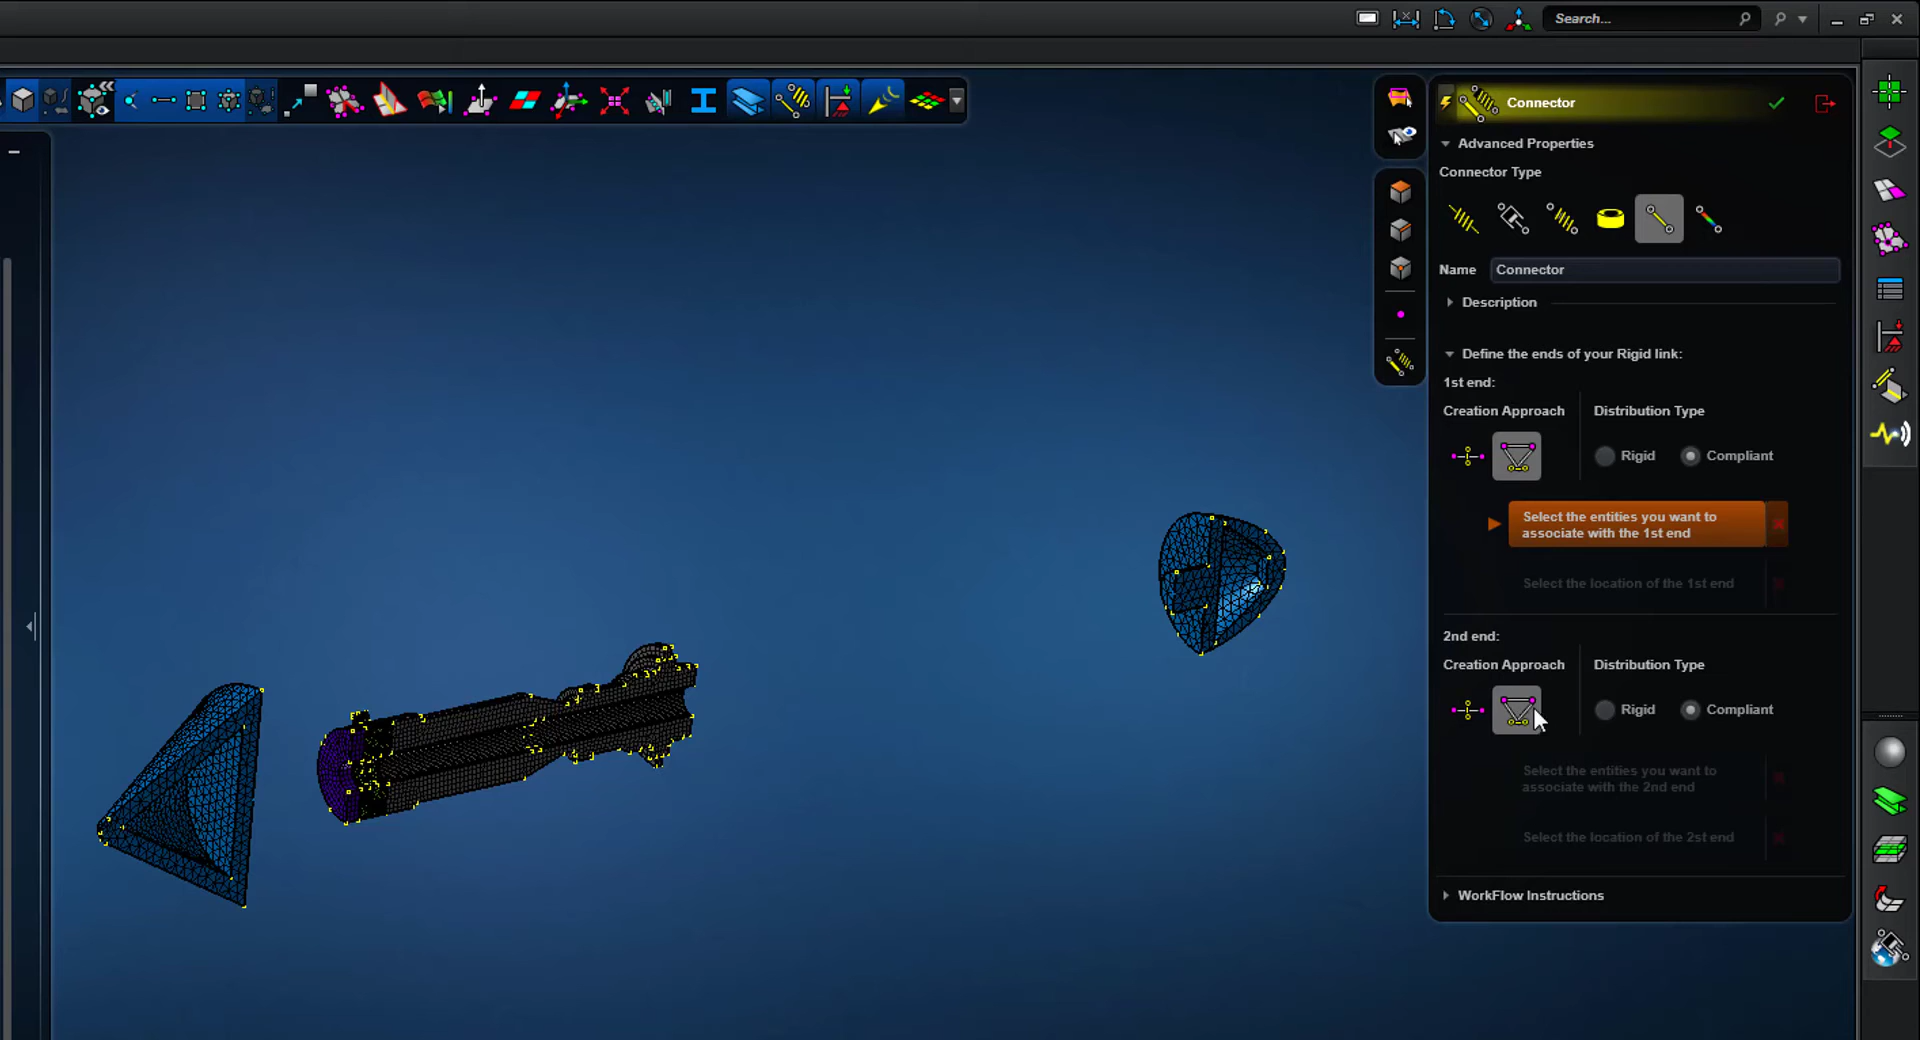 Search...
Connector
Advanced Properties
Connector Type
Name Connector
Description
Define the ends of your Rigid link:
1st end:
Creation Approach Distribution Type
Rigid Compliant
Select the entities you want to
associate with the 1st end
Select the location of the 1st end
2nd end:
Creation Approach Distribution Type
Rigid Compliant
Select the entities you want to
associate with the 2nd end
Select the location of the 2st end
WorkFlow Instructions